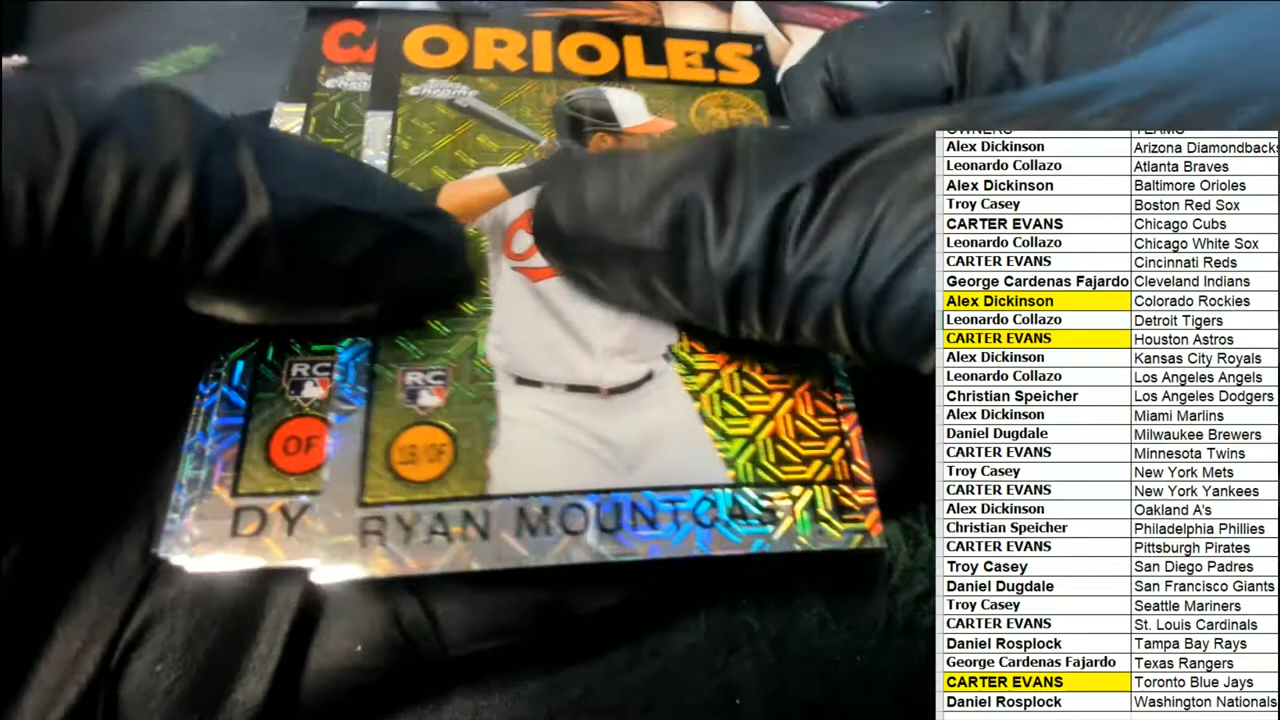 CA
ORIOLES
Topps Chrome
35
RC
RC
OF
1B/OF
DY
RYAN MOUNTCASTLE
OWNERS TEAMS
Alex Dickinson Arizona Diamondbacks
Leonardo Collazo Atlanta Braves
Alex Dickinson Baltimore Orioles
Troy Casey Boston Red Sox
CARTER EVANS Chicago Cubs
Leonardo Collazo Chicago White Sox
CARTER EVANS Cincinnati Reds
George Cardenas Fajardo Cleveland Indians
Alex Dickinson Colorado Rockies
Leonardo Collazo Detroit Tigers
CARTER EVANS Houston Astros
Alex Dickinson Kansas City Royals
Leonardo Collazo Los Angeles Angels
Christian Speicher Los Angeles Dodgers
Alex Dickinson Miami Marlins
Daniel Dugdale Milwaukee Brewers
CARTER EVANS Minnesota Twins
Troy Casey New York Mets
CARTER EVANS New York Yankees
Alex Dickinson Oakland A's
Christian Speicher Philadelphia Phillies
CARTER EVANS Pittsburgh Pirates
Troy Casey San Diego Padres
Daniel Dugdale San Francisco Giants
Troy Casey Seattle Mariners
CARTER EVANS St. Louis Cardinals
Daniel Rosplock Tampa Bay Rays
George Cardenas Fajardo Texas Rangers
CARTER EVANS Toronto Blue Jays
Daniel Rosplock Washington Nationals